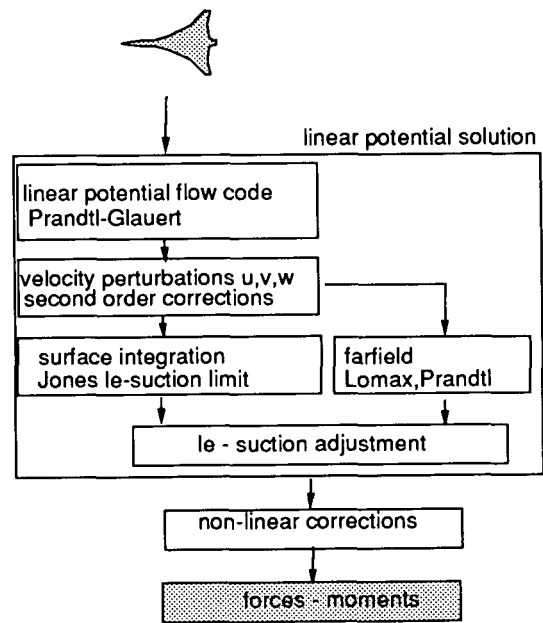 linear potential solution
linear potential flow code
Prandtl-Glauert
velocity perturbations u,v,w
second order corrections
surface integration
Jones le-suction limit
farfield
Lomax,Prandtl
le - suction adjustment
non-linear corrections
forces - moments